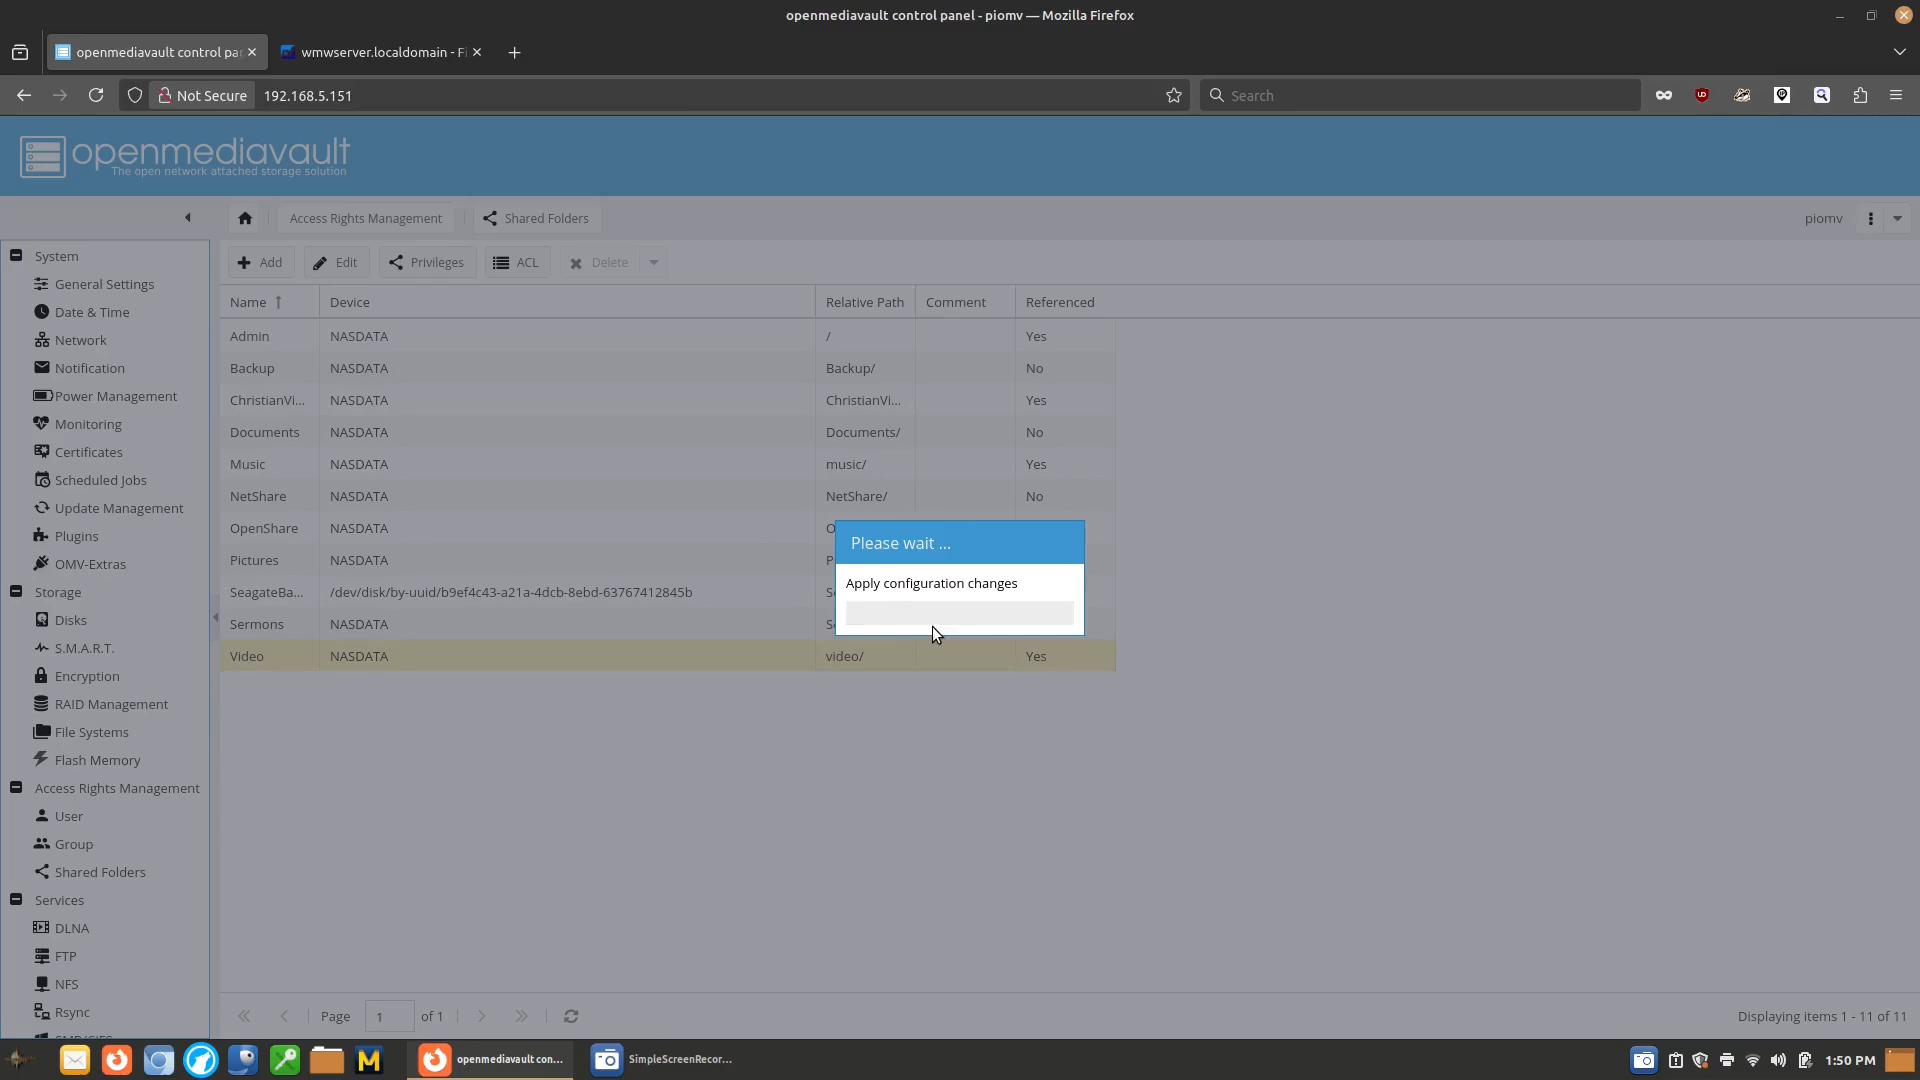 openmediavault control panel - piomv — Mozilla Firefox
openmediavault control pa
wmwserver.localdomain - Fi
Not Secure
192.168.5.151
Search
openmediavault
The open network attached storage solution
Access Rights Management
Shared Folders
piomv
Add
Edit
Privileges
ACL
Delete
Name
Device
Relative Path
Comment
Referenced
Admin NASDATA / Yes
Backup NASDATA Backup/ No
ChristianVi... NASDATA ChristianVi... Yes
Documents NASDATA Documents/ No
Music NASDATA music/ Yes
NetShare NASDATA NetShare/ No
OpenShare NASDATA
Pictures NASDATA
SeagateBa... /dev/disk/by-uuid/b9ef4c43-a21a-4dcb-8ebd-63767412845b
Sermons NASDATA
Video NASDATA video/ Yes
Please wait ...
Apply configuration changes
System
General Settings
Date & Time
Network
Notification
Power Management
Monitoring
Certificates
Scheduled Jobs
Update Management
Plugins
OMV-Extras
Storage
Disks
S.M.A.R.T.
Encryption
RAID Management
File Systems
Flash Memory
Access Rights Management
User
Group
Shared Folders
Services
DLNA
FTP
NFS
Rsync
Page 1 of 1
Displaying items 1 - 11 of 11
openmediavault con...
SimpleScreenRecor...
1:50 PM